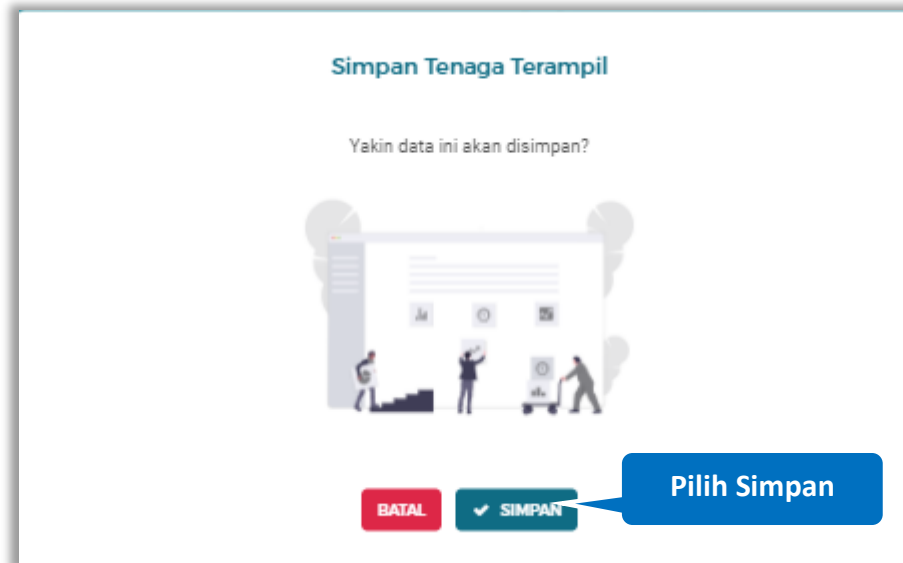 Simpan Tenaga Terampil
Yakin data ini akan disimpan?
BATAL
SIMPAN
Pilih Simpan